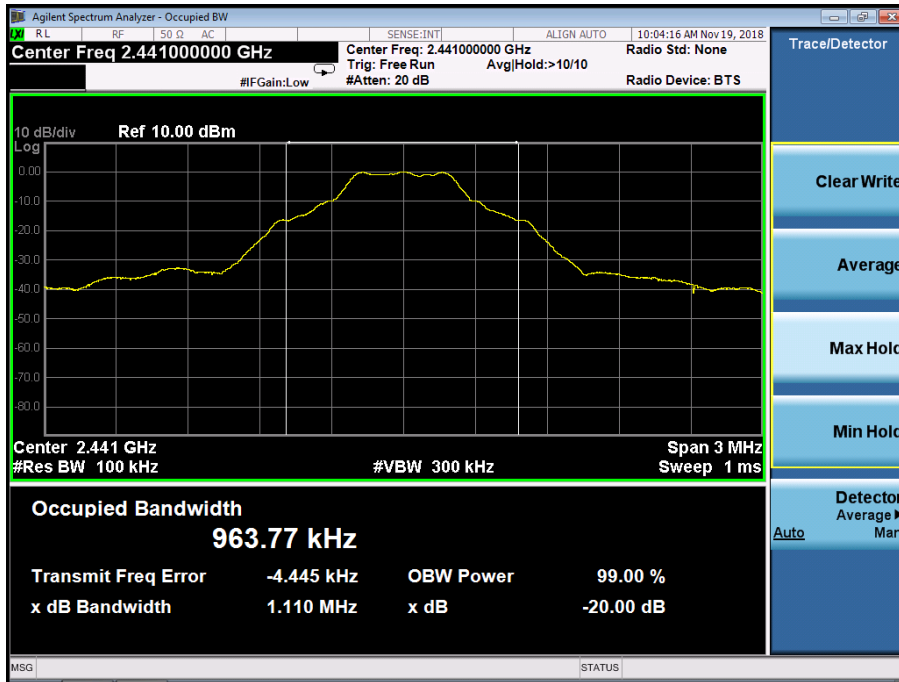 Agilent Spectrum Analyzer - Occupied BW
LXI RL RF 50 Ω AC SENSE:INT ALIGN AUTO 10:04:16 AM Nov 19, 2018
Center Freq 2.441000000 GHz
Center Freq: 2.441000000 GHz Radio Std: None
Trig: Free Run Avg|Hold:>10/10
#IFGain:Low #Atten: 20 dB Radio Device: BTS
Trace/Detector
10 dB/div Ref 10.00 dBm
Log
0.00
-10.0
-20.0
-30.0
-40.0
-50.0
-60.0
-70.0
-80.0
Center 2.441 GHz Span 3 MHz
#Res BW 100 kHz #VBW 300 kHz Sweep 1 ms
Clear Write
Average
Max Hold
Min Hold
Detector
Average
Auto Man
Occupied Bandwidth
963.77 kHz
Transmit Freq Error -4.445 kHz OBW Power 99.00 %
x dB Bandwidth 1.110 MHz x dB -20.00 dB
MSG STATUS